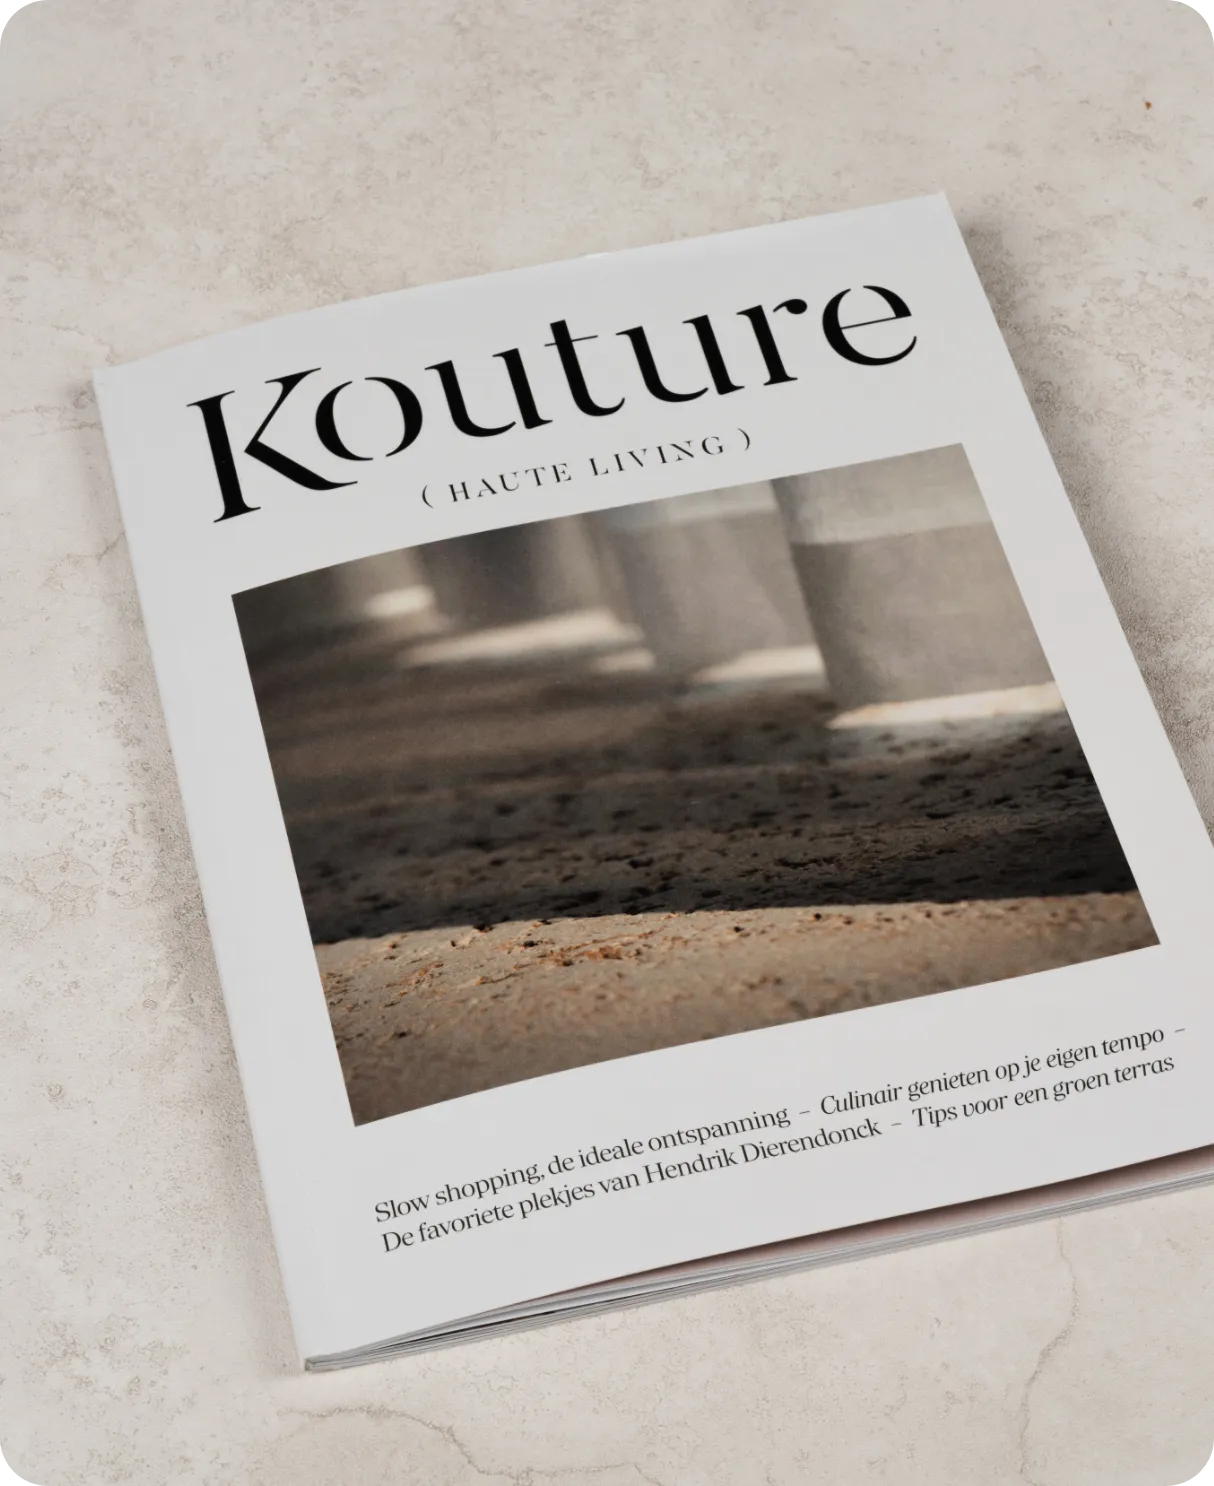 Kouture
( HAUTE LIVING )
Slow shopping, de ideale ontspanning – Culinair genieten op je eigen tempo –
De favoriete plekjes van Hendrik Dierendonck – Tips voor een groen terras